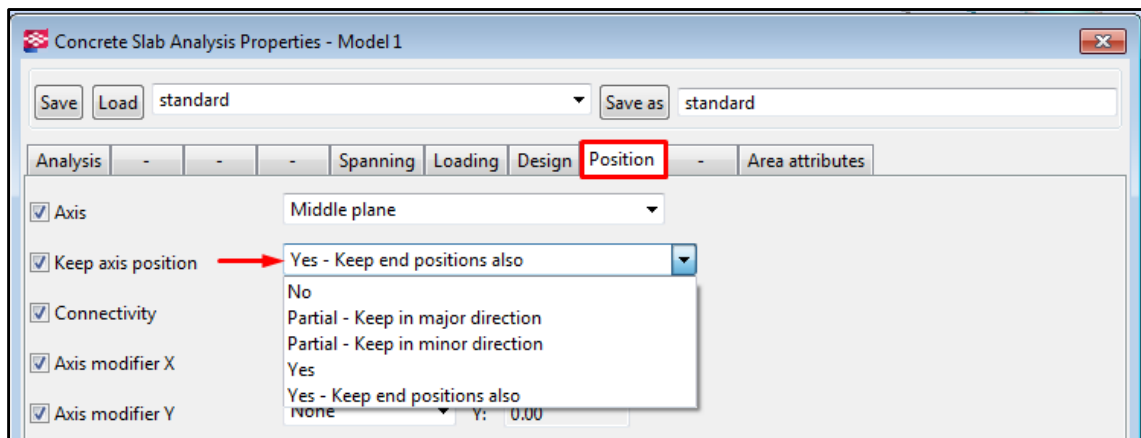 Concrete Slab Analysis Properties - Model 1
Save Load standard Save as standard
Analysis - - - Spanning Loading Design Position - Area attributes
Axis Middle plane
Keep axis position Yes - Keep end positions also
No
Connectivity Partial - Keep in major direction
Partial - Keep in minor direction
Axis modifier X Yes
Yes - Keep end positions also
Axis modifier Y None Y: 0.00